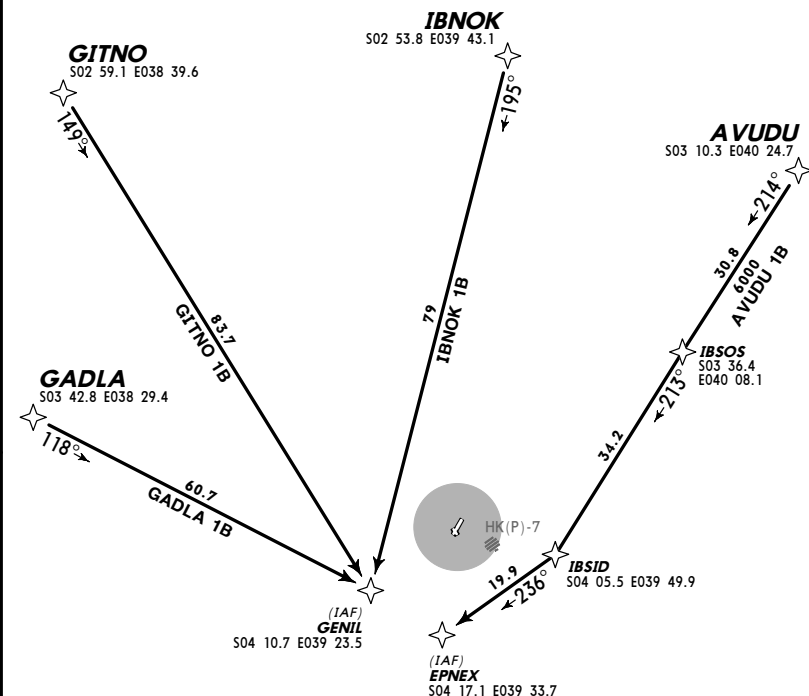 IBNOK
S02 53.8 E039 43.1
GITNO
S02 59.1 E038 39.6
149°
195°
AVUDU
S03 10.3 E040 24.7
214°
30.8
6000
AVUDU 1B
83.7
GITNO 1B
79
IBNOK 1B
IBSOS
S03 36.4
E040 08.1
213°
GADLA
S03 42.8 E038 29.4
118°
60.7
GADLA 1B
34.2
HK(P)-7
IBSID
S04 05.5 E039 49.9
19.9
236°
(IAF)
GENIL
S04 10.7 E039 23.5
(IAF)
EPNEX
S04 17.1 E039 33.7